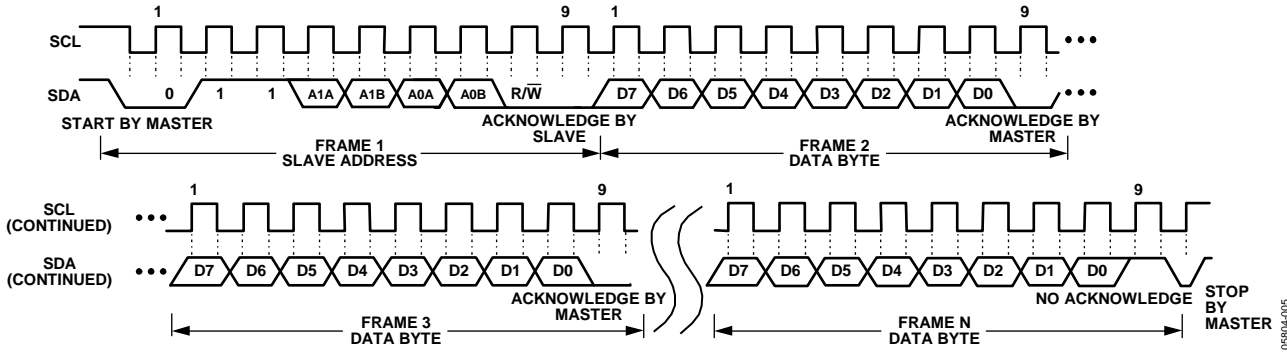 1 9 1 9
SCL
SDA 0 1 1 A1A A1B A0A A0B R/W̅ D7 D6 D5 D4 D3 D2 D1 D0
START BY MASTER
ACKNOWLEDGE BY
SLAVE
ACKNOWLEDGE BY
MASTER
FRAME 1
SLAVE ADDRESS
FRAME 2
DATA BYTE
1 9 1 9
SCL
(CONTINUED)
SDA
(CONTINUED)
D7 D6 D5 D4 D3 D2 D1 D0 D7 D6 D5 D4 D3 D2 D1 D0
ACKNOWLEDGE BY
MASTER
NO ACKNOWLEDGE
STOP
BY
MASTER
FRAME 3
DATA BYTE
FRAME N
DATA BYTE
05804-005